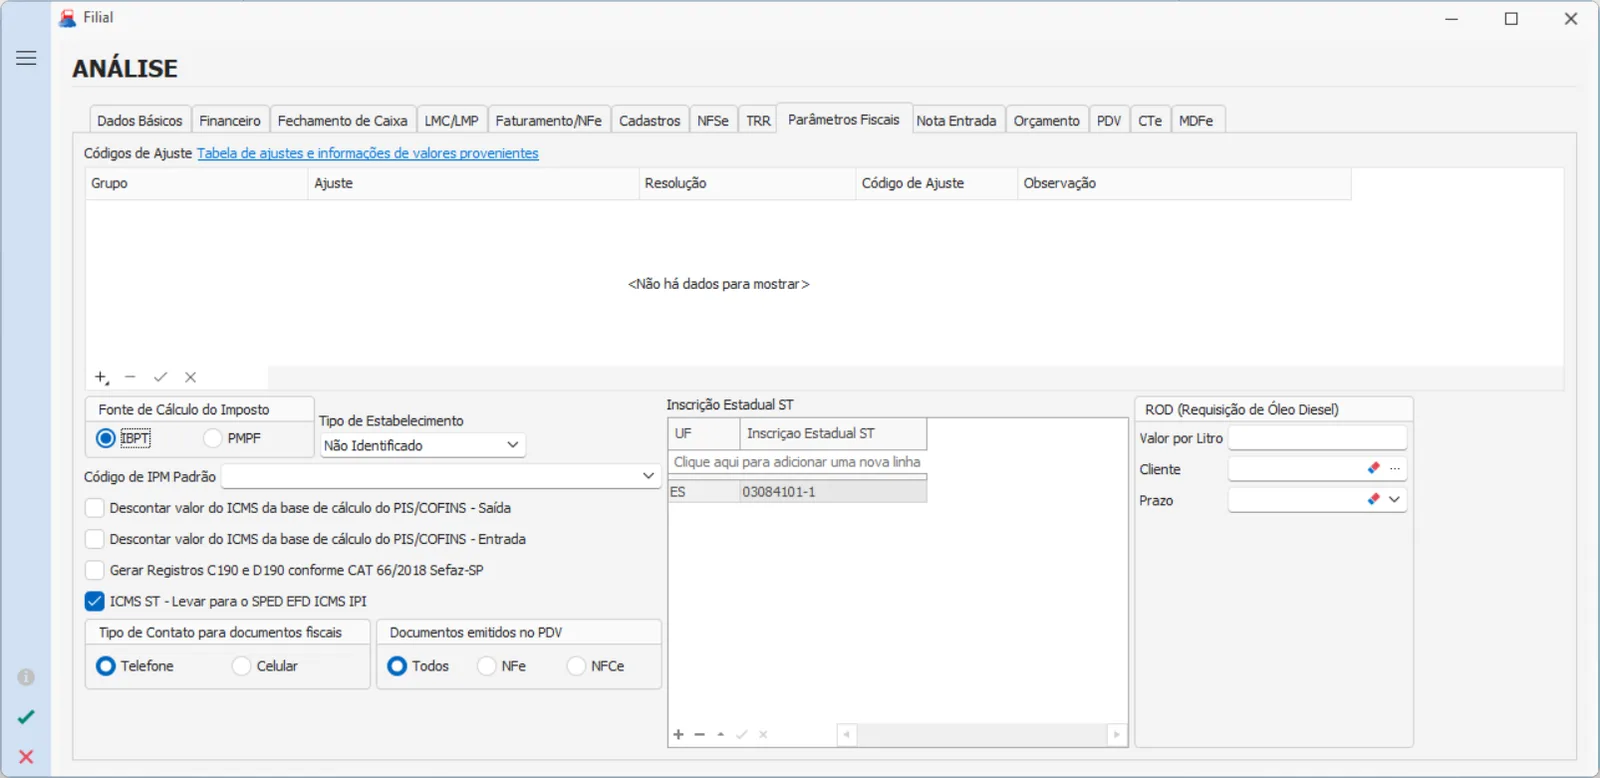 Filial
ANÁLISE
Dados Básicos Financeiro Fechamento de Caixa LMC/LMP Faturamento/NFe Cadastros NFSe TRR Parâmetros Fiscais Nota Entrada Orçamento PDV CTe MDFe
Códigos de Ajuste Tabela de ajustes e informações de valores provenientes
Grupo Ajuste Resolução Código de Ajuste Observação
<Não há dados para mostrar>
Fonte de Cálculo do Imposto
IBPT PMPF
Tipo de Estabelecimento
Não Identificado
Código de IPM Padrão
Descontar valor do ICMS da base de cálculo do PIS/COFINS - Saída
Descontar valor do ICMS da base de cálculo do PIS/COFINS - Entrada
Gerar Registros C190 e D190 conforme CAT 66/2018 Sefaz-SP
ICMS ST - Levar para o SPED EFD ICMS IPI
Tipo de Contato para documentos fiscais
Telefone Celular
Documentos emitidos no PDV
Todos NFe NFCe
Inscrição Estadual ST
UF Inscriçao Estadual ST
Clique aqui para adicionar uma nova linha
ES 03084101-1
ROD (Requisição de Óleo Diesel)
Valor por Litro
Cliente
Prazo